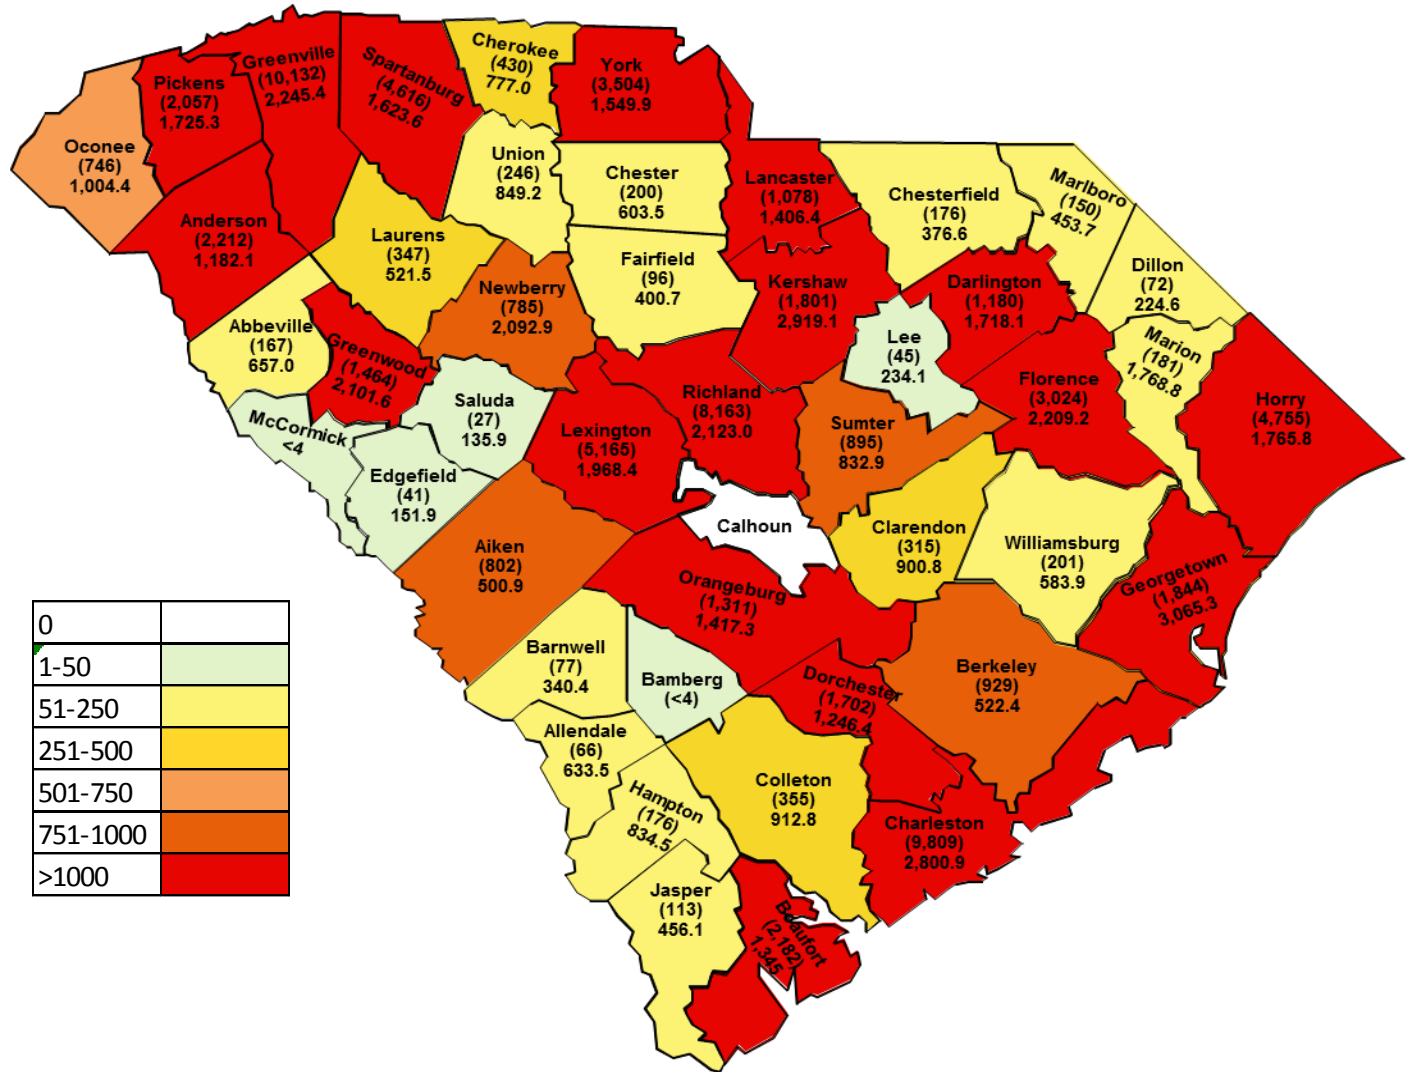 Cherokee
(430)
777.0
York
(3,504)
1,549.9
Greenville
(10,132)
2,245.4
Spartanburg
(4,616)
1,623.6
Pickens
(2,057)
1,725.3
Oconee
(746)
1,004.4
Union
(246)
849.2
Chester
(200)
603.5
Lancaster
(1,078)
1,406.4
Chesterfield
(176)
376.6
Marlboro
(150)
453.7
Anderson
(2,212)
1,182.1
Laurens
(347)
521.5
Fairfield
(96)
400.7
Newberry
(785)
2,092.9
Kershaw
(1,801)
2,919.1
Darlington
(1,180)
1,718.1
Dillon
(72)
224.6
Abbeville
(167)
657.0
Greenwood
(1,464)
2,101.6
Lee
(45)
234.1
Marion
(181)
1,768.8
Saluda
(27)
135.9
Richland
(8,163)
2,123.0
Florence
(3,024)
2,209.2
Horry
(4,755)
1,765.8
McCormick
<4
Lexington
(5,165)
1,968.4
Sumter
(895)
832.9
Edgefield
(41)
151.9
Calhoun
Clarendon
(315)
900.8
Williamsburg
(201)
583.9
Aiken
(802)
500.9
Orangeburg
(1,311)
1,417.3
Georgetown
(1,844)
3,065.3
Barnwell
(77)
340.4
Bamberg
(<4)
Dorchester
(1,702)
1,246.4
Berkeley
(929)
522.4
Allendale
(66)
633.5
Hampton
(176)
834.5
Colleton
(355)
912.8
Charleston
(9,809)
2,800.9
Jasper
(113)
456.1
Beaufort
(2,182)
1,345
0
1-50
51-250
251-500
501-750
751-1000
>1000